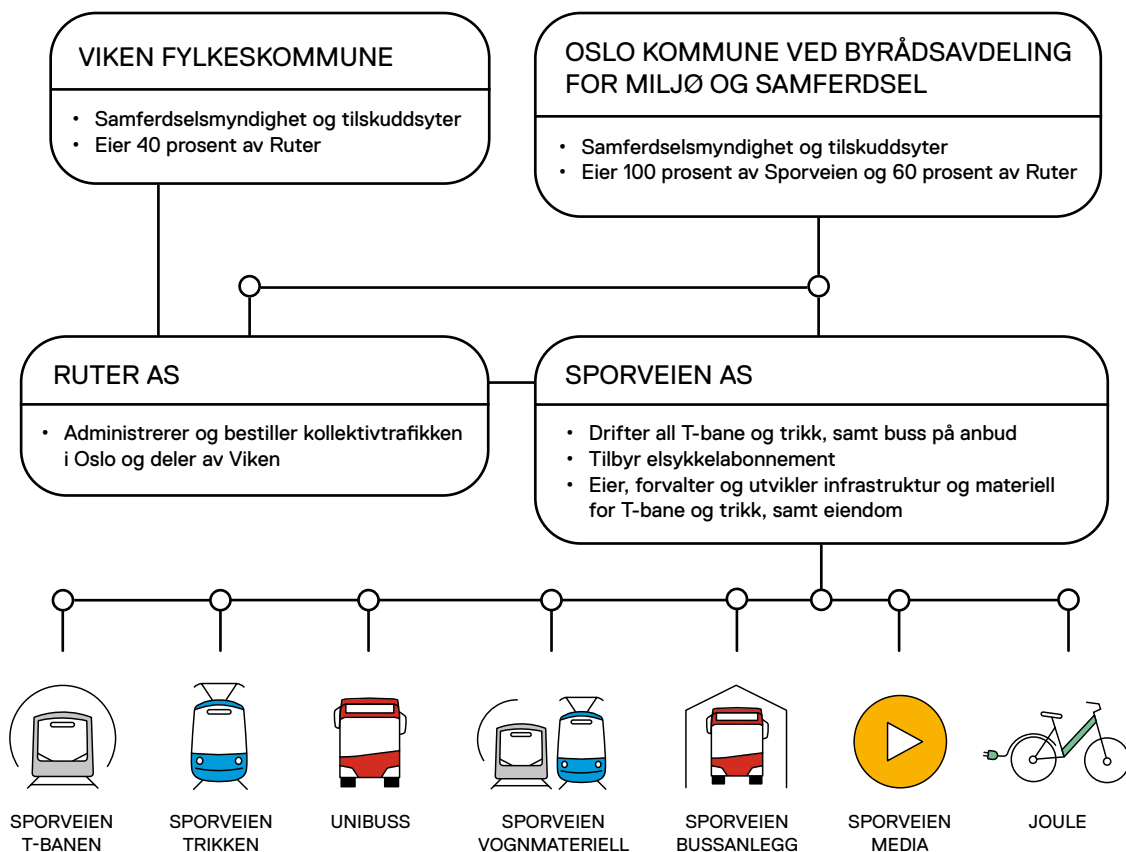 VIKEN FYLKESKOMMUNE
• Samferdselsmyndighet og tilskuddsyter
• Eier 40 prosent av Ruter
OSLO KOMMUNE VED BYRÅDSAVDELING
FOR MILJØ OG SAMFERDSEL
• Samferdselsmyndighet og tilskuddsyter
• Eier 100 prosent av Sporveien og 60 prosent av Ruter
RUTER AS
• Administrerer og bestiller kollektivtrafikken
i Oslo og deler av Viken
SPORVEIEN AS
• Drifter all T-bane og trikk, samt buss på anbud
• Tilbyr elsykkelabonnement
• Eier, forvalter og utvikler infrastruktur og materiell
for T-bane og trikk, samt eiendom
SPORVEIEN
T-BANEN
SPORVEIEN
TRIKKEN
UNIBUSS
SPORVEIEN
VOGNMATERIELL
SPORVEIEN
BUSSANLEGG
SPORVEIEN
MEDIA
JOULE